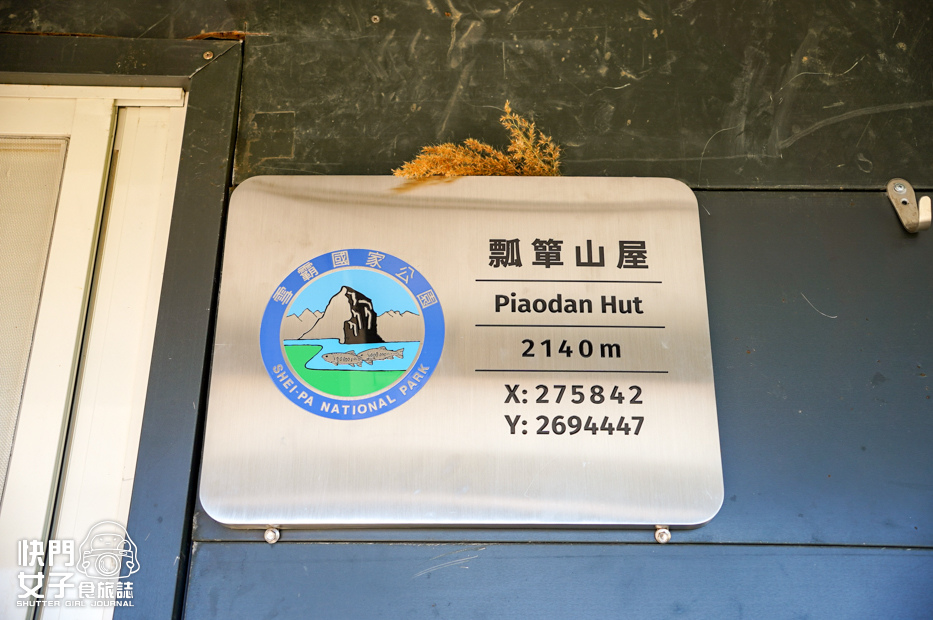 雪霸國家公園
SHEI-PA NATIONAL PARK
瓢簞山屋
Piaodan Hut
2140m
X: 275842
Y: 2694447
快門
女子食旅誌
SHUTTER GIRL JOURNAL